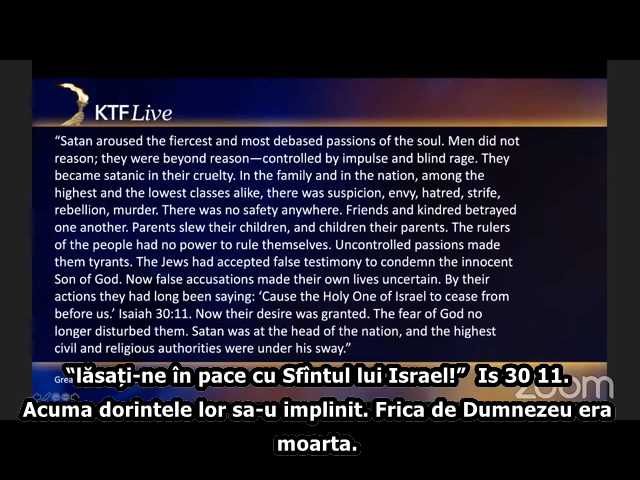 KTF Live
“Satan aroused the fiercest and most debased passions of the soul. Men did not
reason; they were beyond reason—controlled by impulse and blind rage. They
became satanic in their cruelty. In the family and in the nation, among the
highest and the lowest classes alike, there was suspicion, envy, hatred, strife,
rebellion, murder. There was no safety anywhere. Friends and kindred betrayed
one another. Parents slew their children, and children their parents. The rulers
of the people had no power to rule themselves. Uncontrolled passions made
them tyrants. The Jews had accepted false testimony to condemn the innocent
Son of God. Now false accusations made their own lives uncertain. By their
actions they had long been saying: ‘Cause the Holy One of Israel to cease from
before us.’ Isaiah 30:11. Now their desire was granted. The fear of God no
longer disturbed them. Satan was at the head of the nation, and the highest
civil and religious authorities were under his sway.”
“lăsați-ne în pace cu Sfîntul lui Israel!” Is 30 11.
zoom
Acuma dorintele lor sa-u implinit. Frica de Dumnezeu era
moarta.